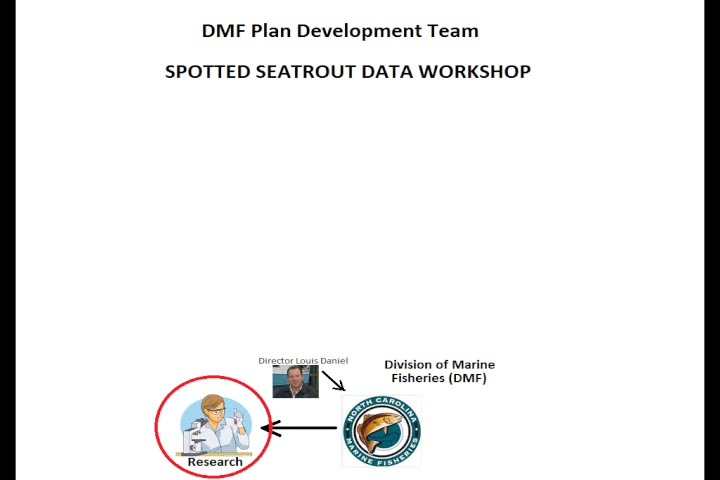 DMF Plan Development Team
SPOTTED SEATROUT DATA WORKSHOP
Director Louis Daniel
Division of Marine
Fisheries (DMF)
NORTH CAROLINA
MARINE FISHERIES
Research